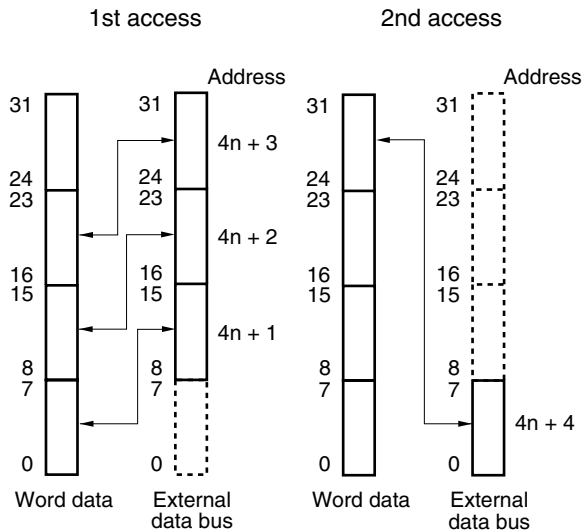 1st access
2nd access
Address
Address
31
31
4n + 3
24
24
23
23
4n + 2
16
16
15
15
4n + 1
8
8
7
7
0
0
Word data
External
data bus
31
31
24
24
23
23
16
16
15
15
8
8
7
7
4n + 4
0
0
Word data
External
data bus